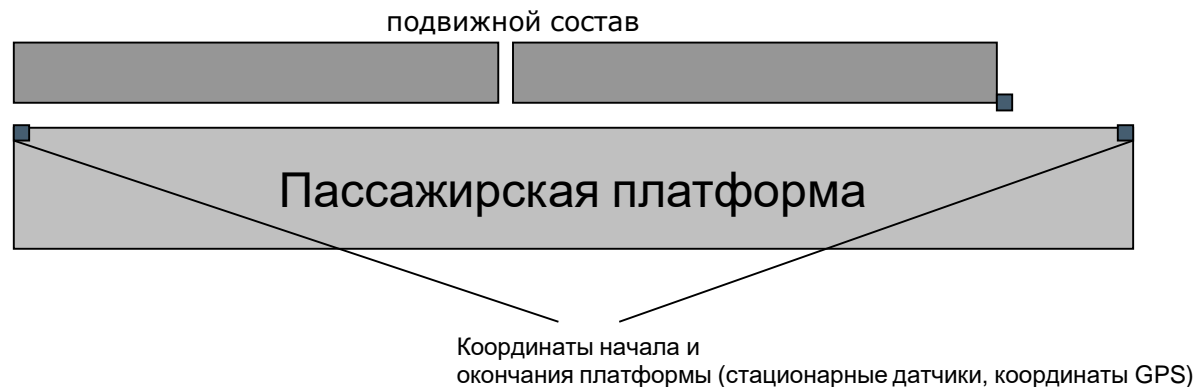 подвижной состав
Пассажирская платформа
Координаты начала и
окончания платформы (стационарные датчики, координаты GPS)